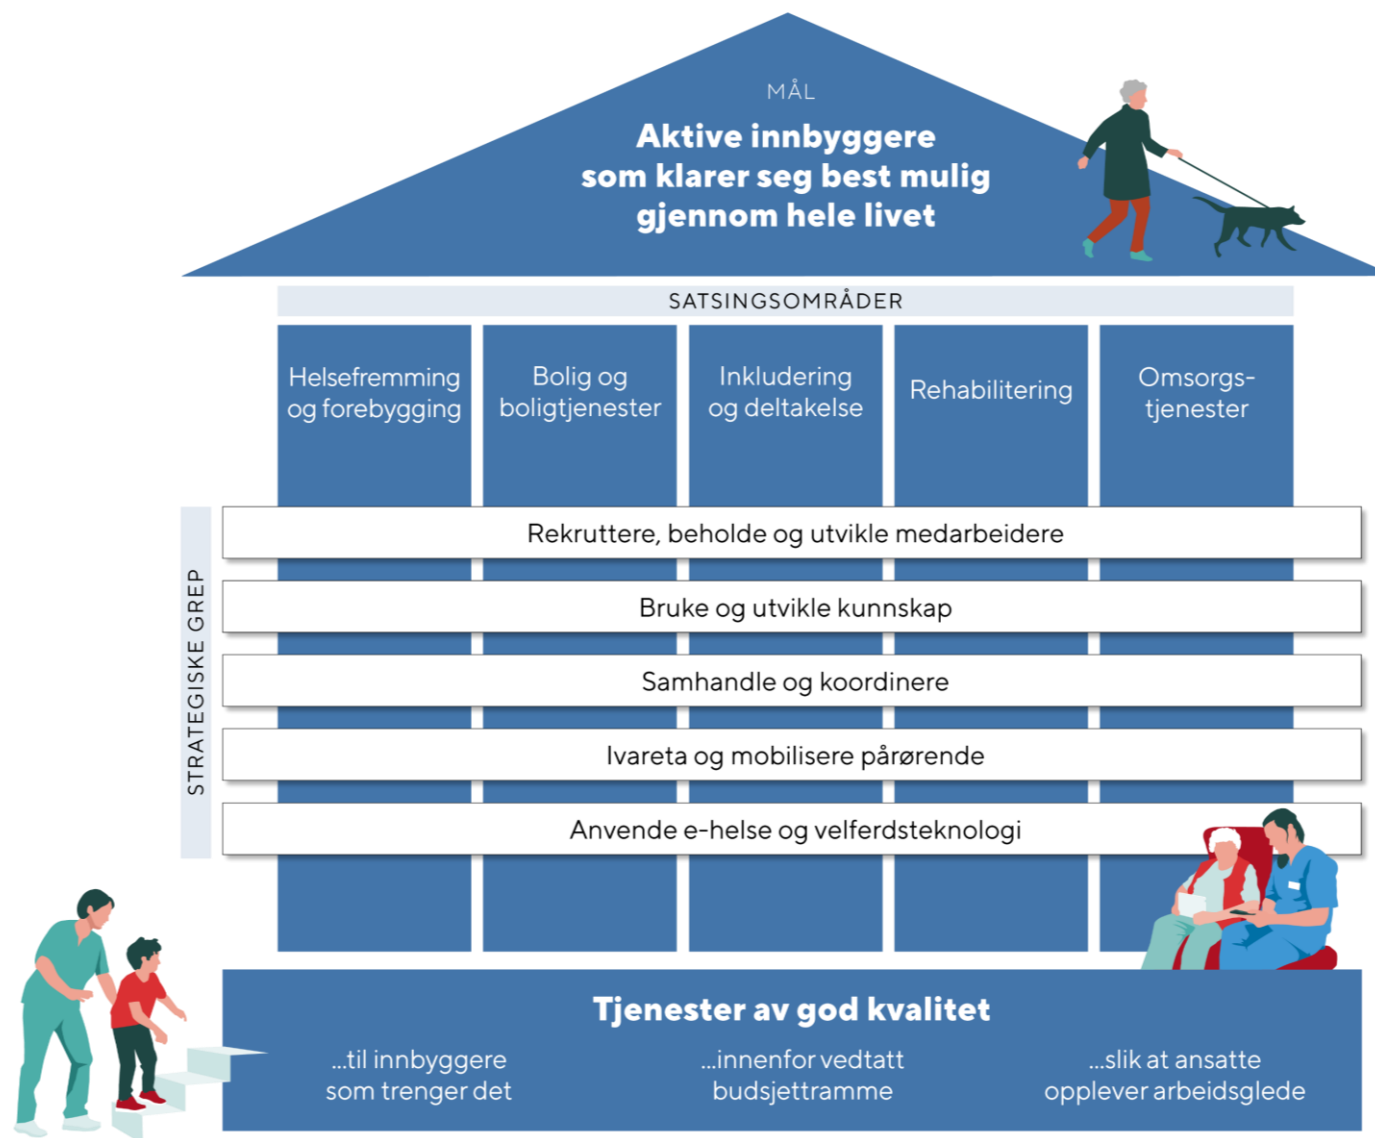 MÅL
Aktive innbyggere
som klarer seg best mulig
gjennom hele livet
SATSINGSOMRÅDER
Helsefremming
og forebygging
Bolig og
boligtjenester
Inkludering
og deltakelse
Rehabilitering
Omsorgs-
tjenester
STRATEGISKE GREP
Rekruttere, beholde og utvikle medarbeidere
Bruke og utvikle kunnskap
Samhandle og koordinere
Ivareta og mobilisere pårørende
Anvende e-helse og velferdsteknologi
Tjenester av god kvalitet
...til innbyggere
som trenger det
...innenfor vedtatt
budsjettramme
...slik at ansatte
opplever arbeidsglede